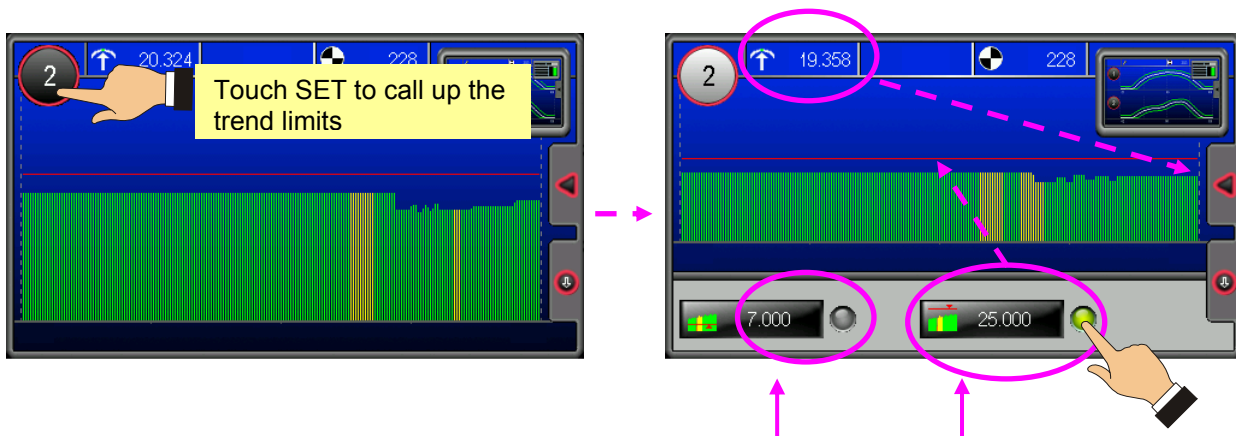 2 20.324 228
Touch SET to call up the
trend limits
2 19.358 228
7.000 25.000